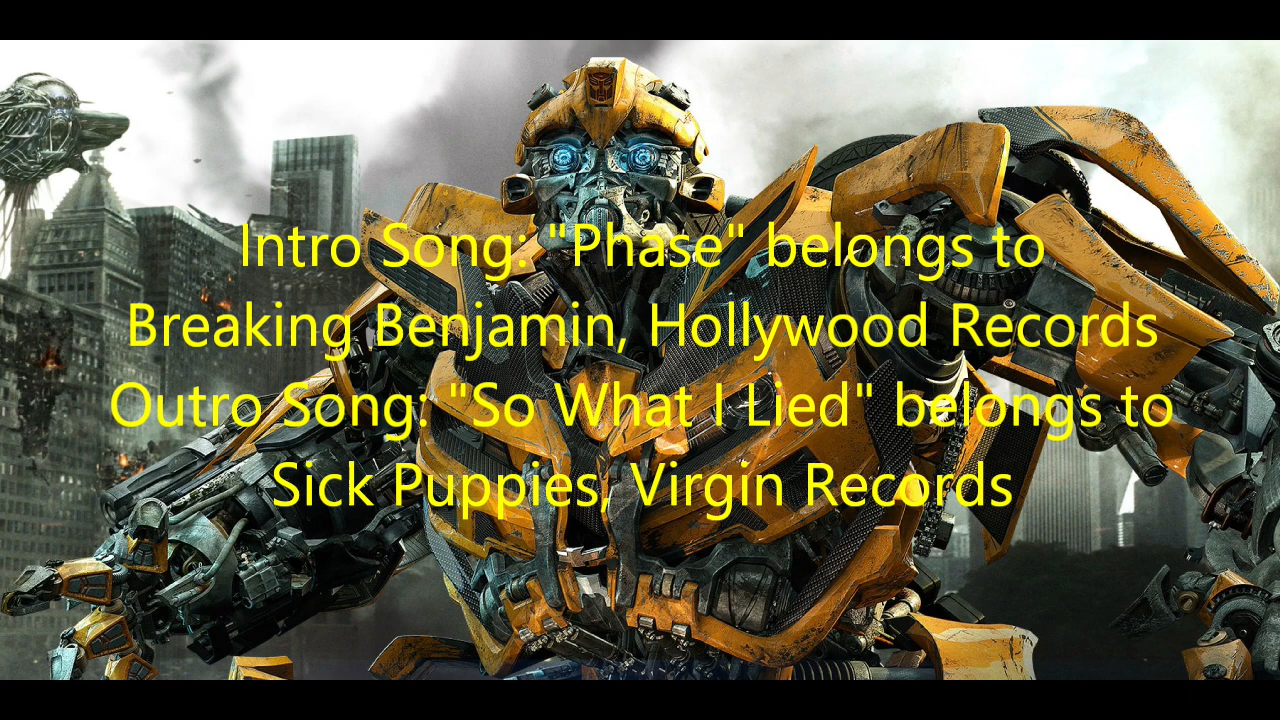 Intro Song: "Phase" belongs to
Breaking Benjamin, Hollywood Records
Outro Song: "So What I Lied" belongs to
Sick Puppies, Virgin Records